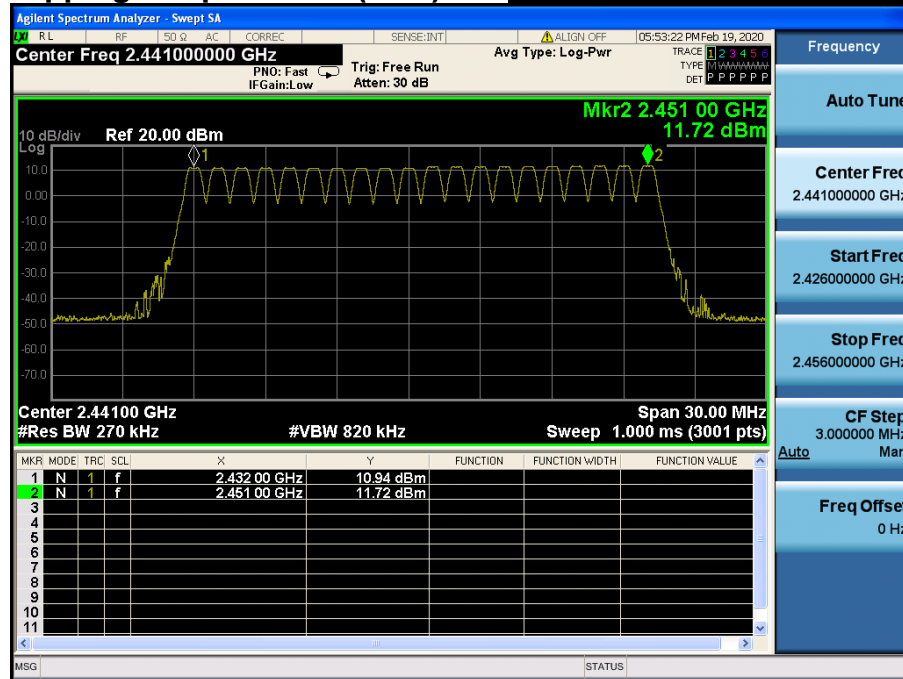 Agilent Spectrum Analyzer - Swept SA
LXI RL RF 50 Ω AC CORREC SENSE:INT ALIGN OFF 05:53:22 PM Feb 19, 2020
Center Freq 2.441000000 GHz
PNO: Fast
IFGain:Low
Trig: Free Run
Atten: 30 dB
Avg Type: Log-Pwr
TRACE 1 2 3 4 5 6
TYPE M W W W W W
DET P P P P P P
Mkr2 2.451 00 GHz
11.72 dBm
10 dB/div Ref 20.00 dBm
Log
1
2
10.0
0.00
-10.0
-20.0
-30.0
-40.0
-50.0
-60.0
-70.0
Center 2.44100 GHz Span 30.00 MHz
#Res BW 270 kHz #VBW 820 kHz Sweep 1.000 ms (3001 pts)
MKR MODE TRC SCL X Y FUNCTION FUNCTION WIDTH FUNCTION VALUE
1 N 1 f 2.432 00 GHz 10.94 dBm
2 N 1 f 2.451 00 GHz 11.72 dBm
3
4
5
6
7
8
9
10
11
MSG STATUS
Frequency
Auto Tune
Center Freq
2.441000000 GHz
Start Freq
2.426000000 GHz
Stop Freq
2.456000000 GHz
CF Step
3.000000 MHz
Auto Man
Freq Offset
0 Hz